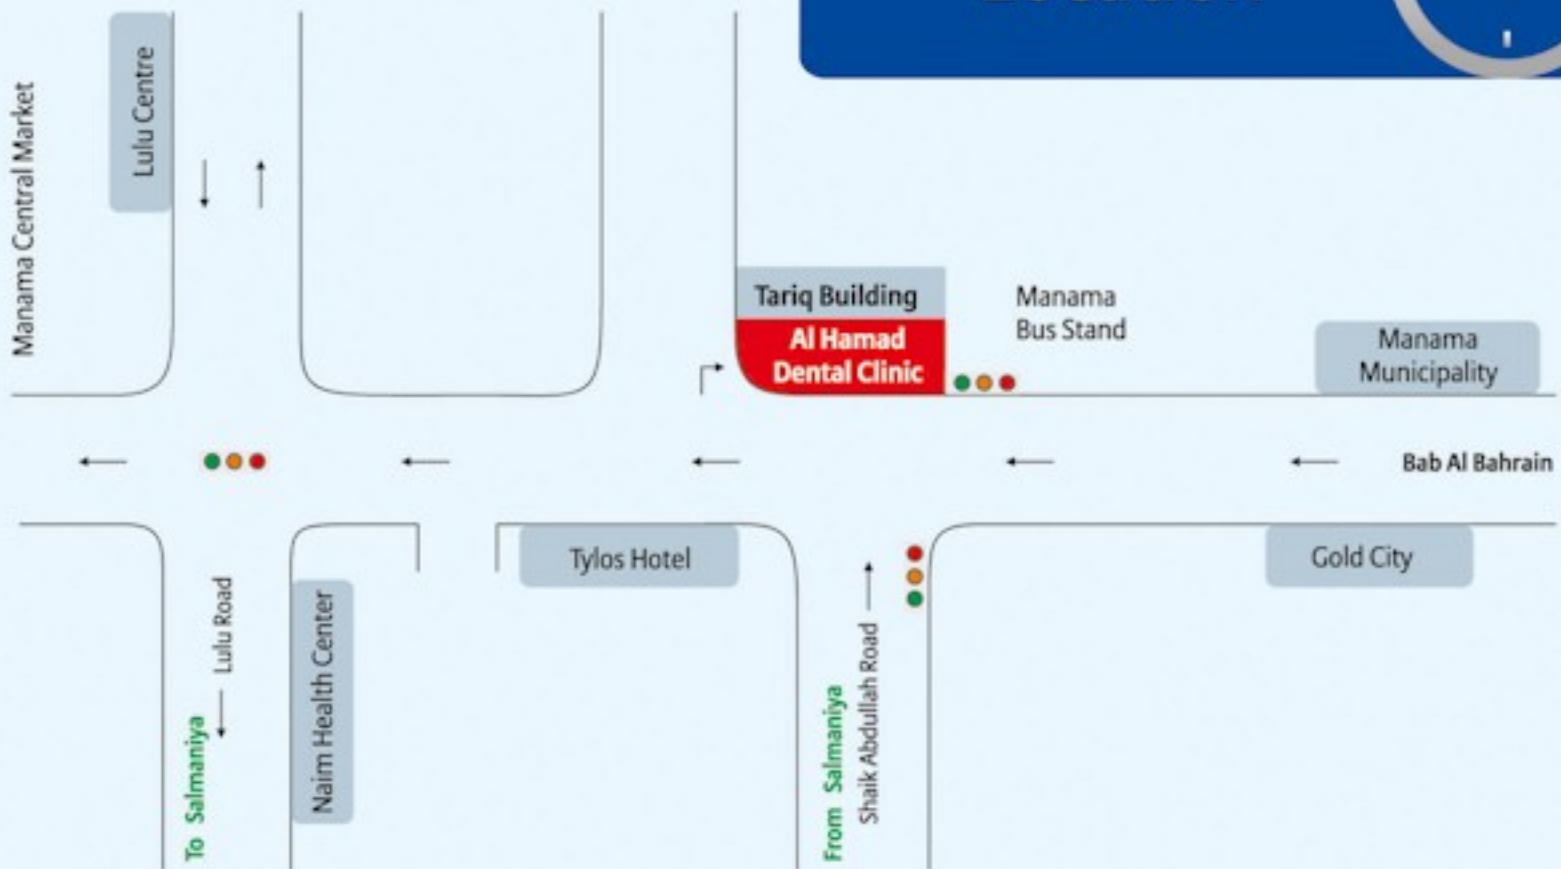 Manama Central Market
Lulu Centre
Tariq Building
Al Hamad
Dental Clinic
Manama
Bus Stand
Manama
Municipality
Bab Al Bahrain
Tylos Hotel
Gold City
Lulu Road
To Salmaniya
Naim Health Center
From Salmaniya
Shaik Abdullah Road